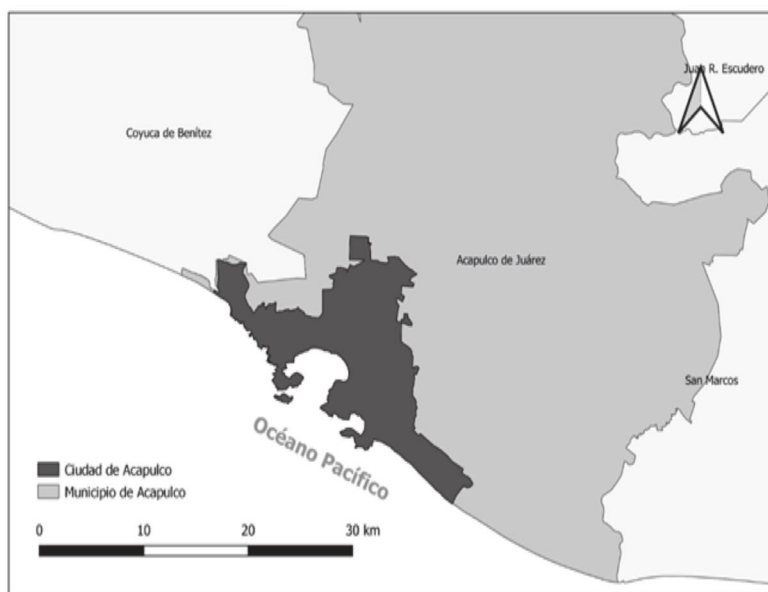 Juan R. Escudero
Coyuca de Benítez
Acapulco de Juárez
San Marcos
Océano Pacífico
Ciudad de Acapulco
Municipio de Acapulco
0 10 20 30 km